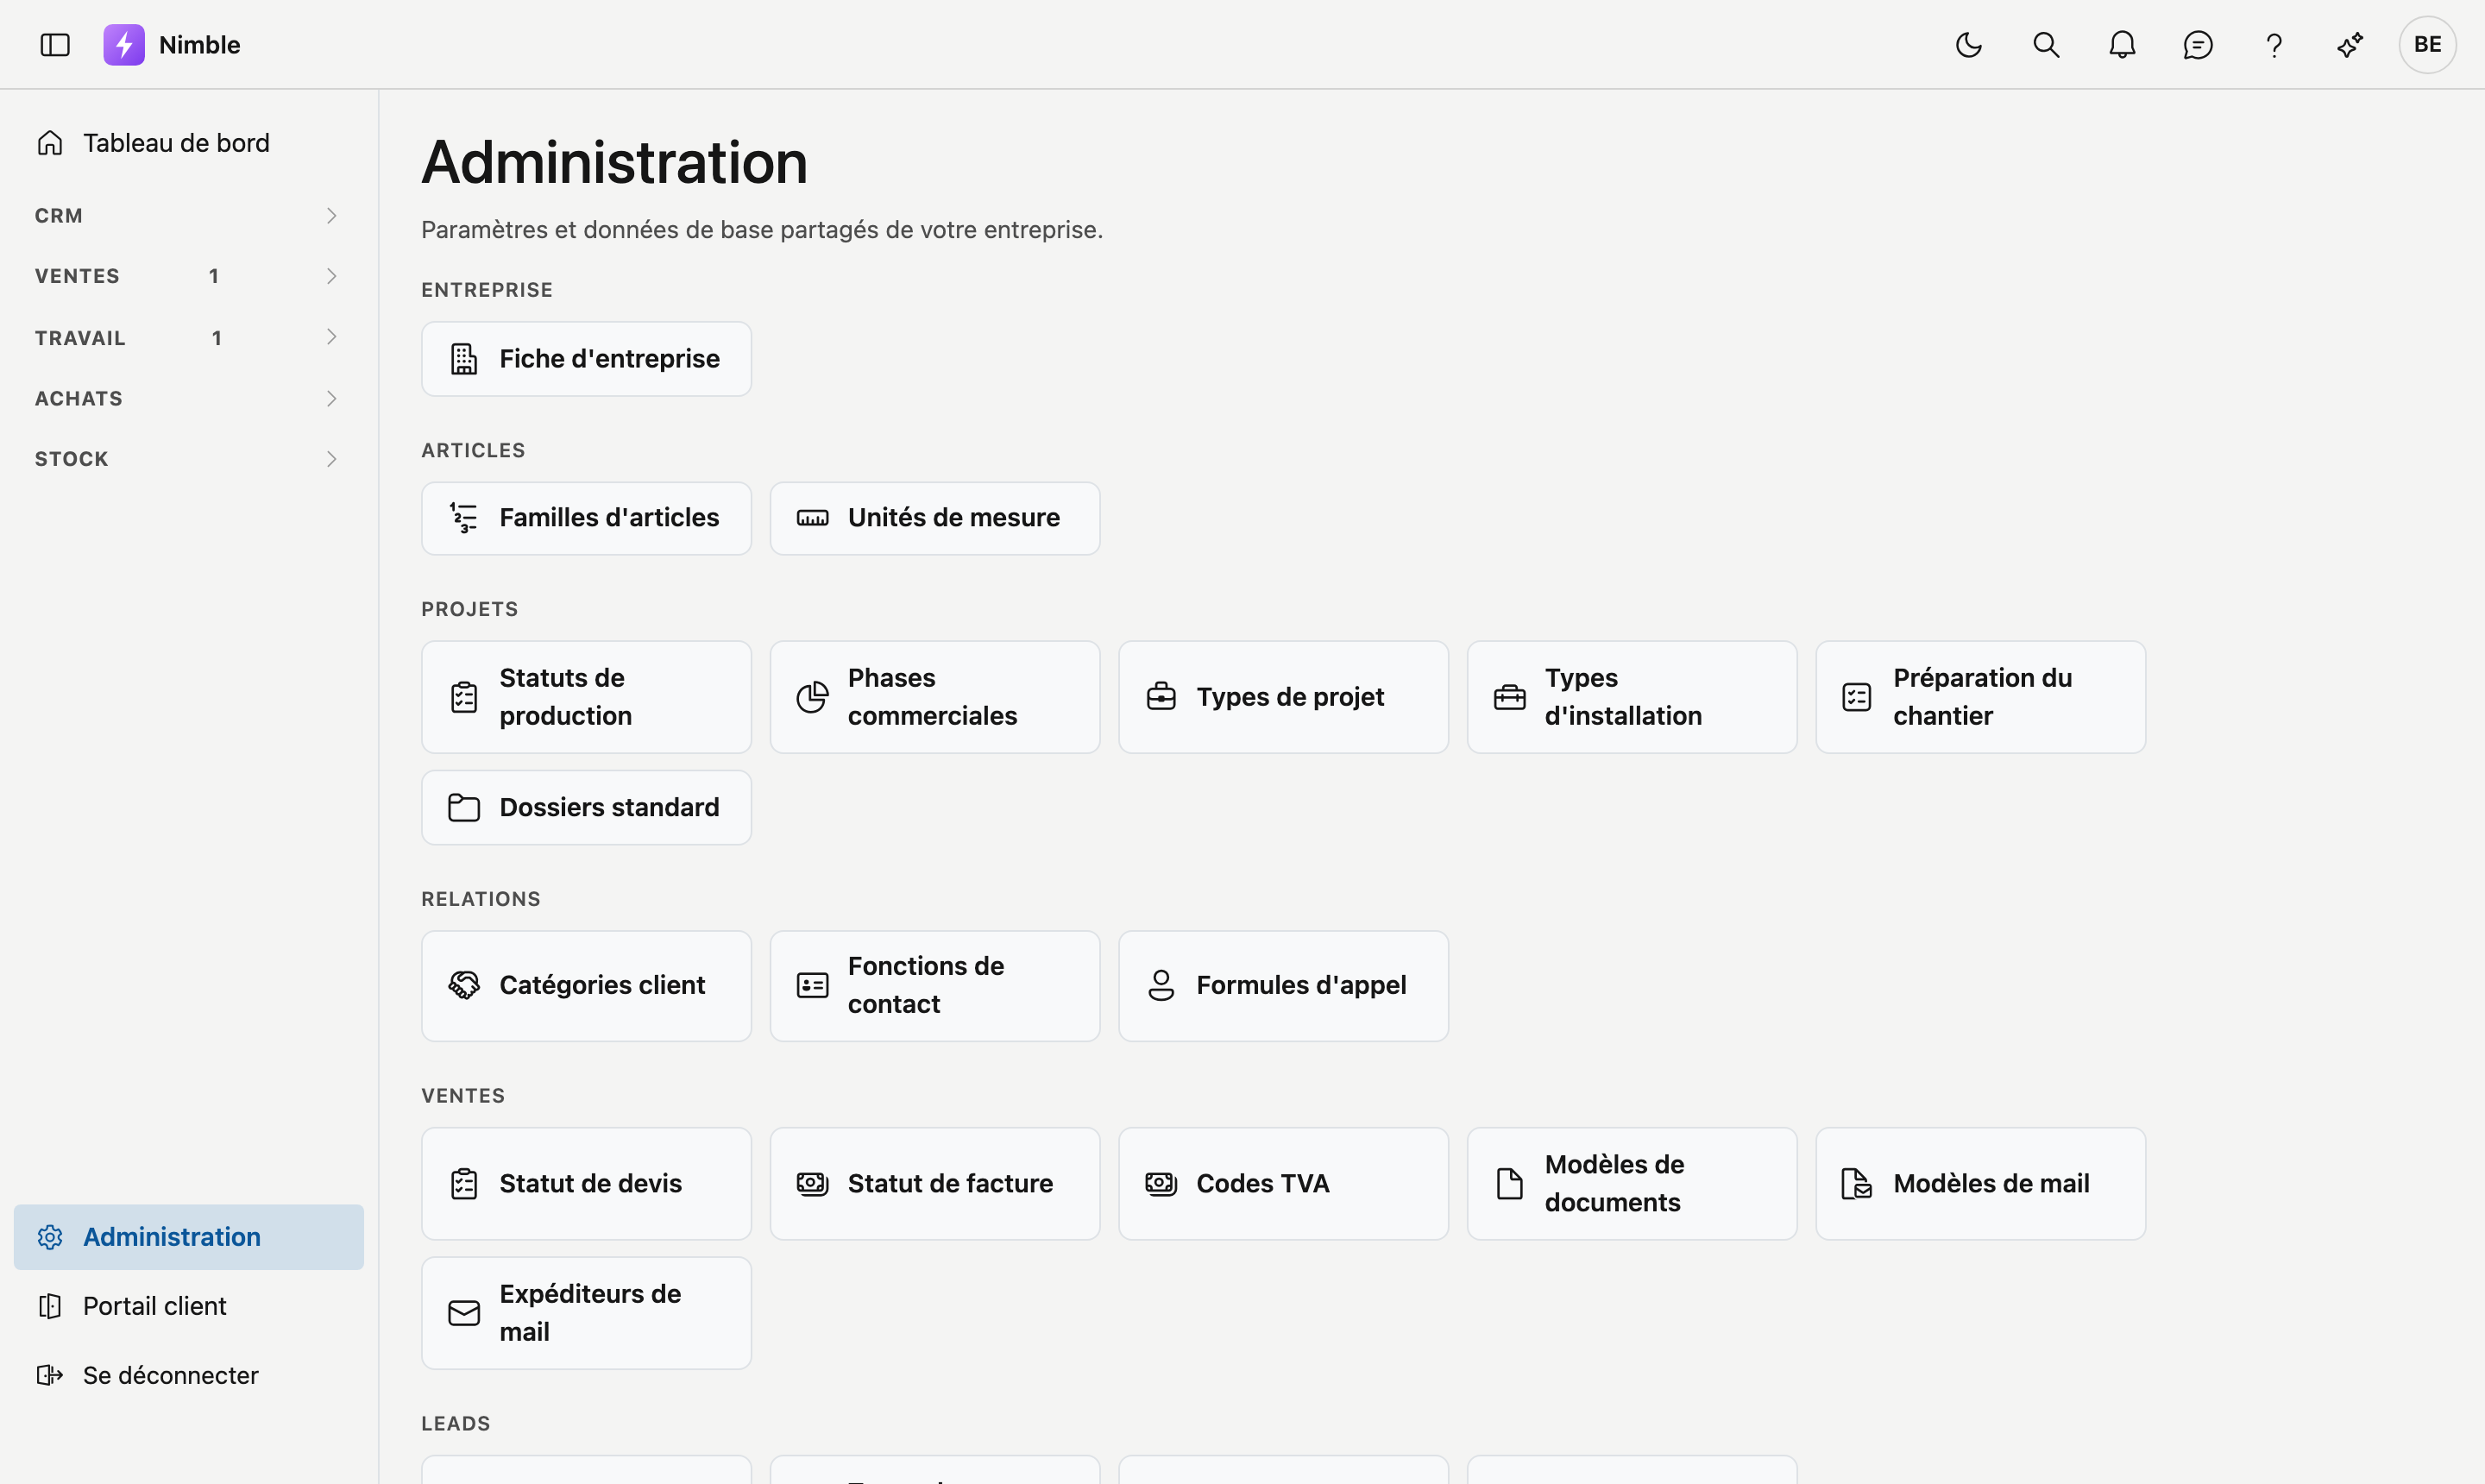 Nimble
BE
Tableau de bord
CRM
VENTES 1
TRAVAIL 1
ACHATS
STOCK
Administration
Portail client
Se déconnecter
Administration
Paramètres et données de base partagés de votre entreprise.
ENTREPRISE
Fiche d'entreprise
ARTICLES
Familles d'articles
Unités de mesure
PROJETS
Statuts de
production
Phases
commerciales
Types de projet
Types
d'installation
Préparation du
chantier
Dossiers standard
RELATIONS
Catégories client
Fonctions de
contact
Formules d'appel
VENTES
Statut de devis
Statut de facture
Codes TVA
Modèles de
documents
Modèles de mail
Expéditeurs de
mail
LEADS